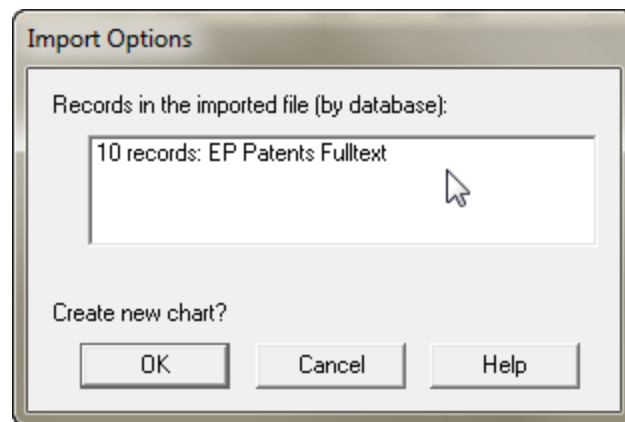 Import Options
Records in the imported file (by database):
10 records: EP Patents Fulltext
Create new chart?
OK Cancel Help